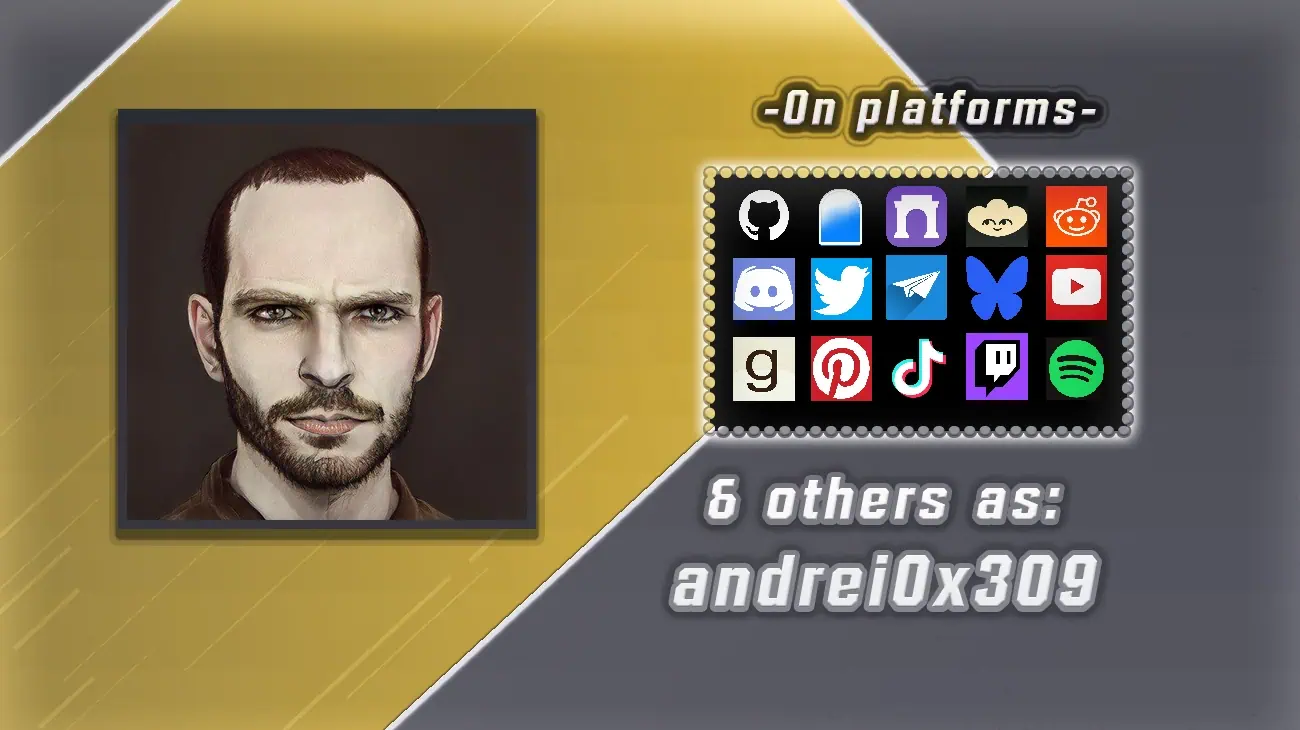 -On platforms-
g
& others as:
andrei0x309